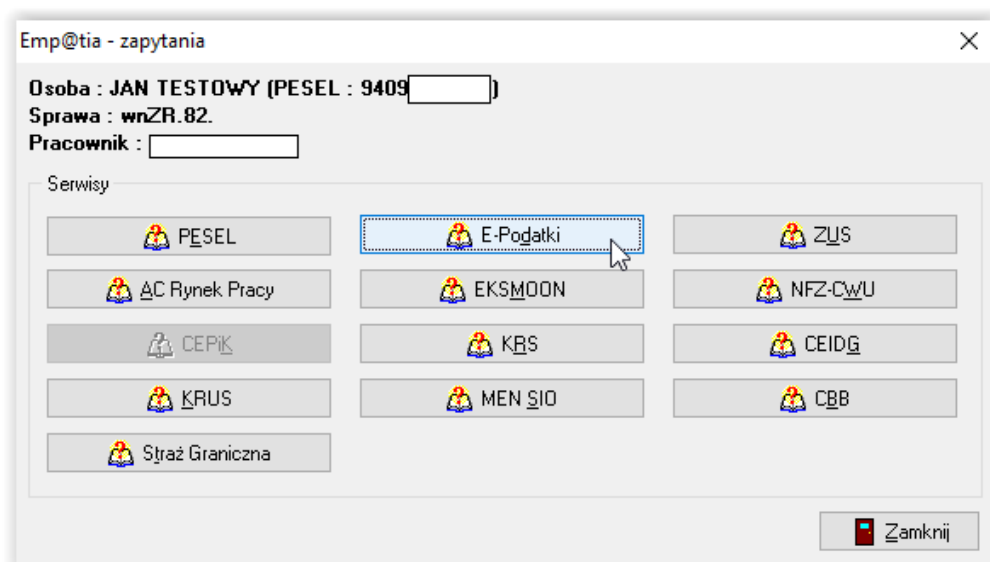 Emp@tia - zapytania
Osoba : JAN TESTOWY (PESEL : 9409 )
Sprawa : wnZR.82.
Pracownik :
Serwisy
PESEL E-Podatki ZUS
AC Rynek Pracy EKSMOON NFZ-CWU
CEPiK KRS CEIDG
KRUS MEN SIO CBB
Straż Graniczna
Zamknij